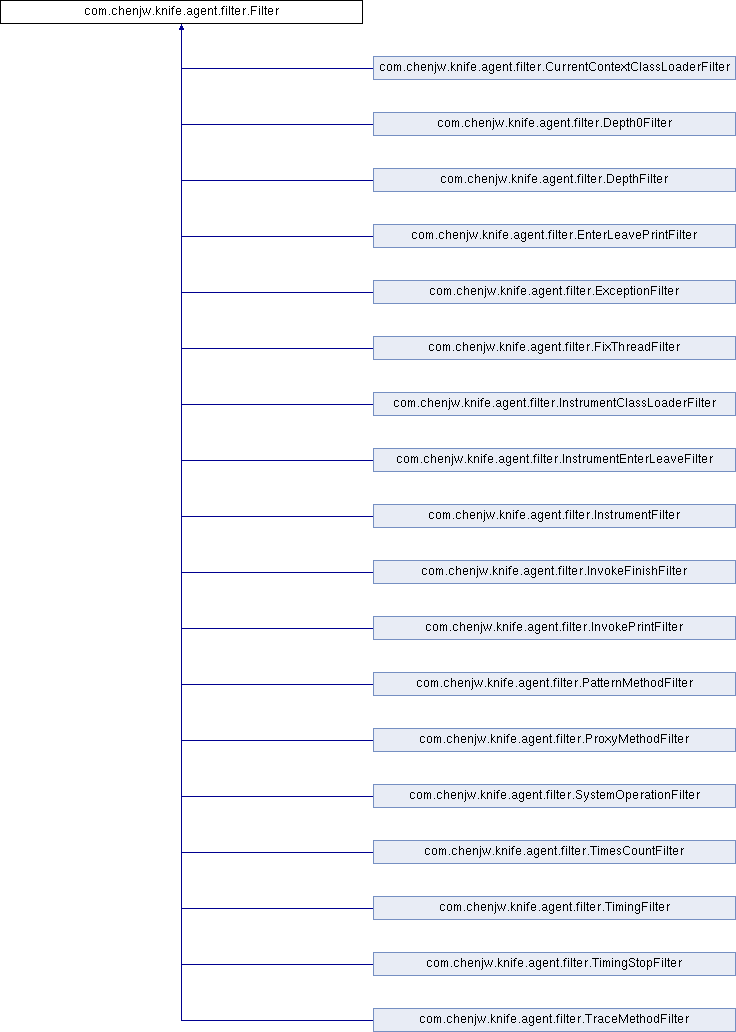 com.chenjw.knife.agent.filter.Filter
com.chenjw.knife.agent.filter.CurrentContextClassLoaderFilter
com.chenjw.knife.agent.filter.Depth0Filter
com.chenjw.knife.agent.filter.DepthFilter
com.chenjw.knife.agent.filter.EnterLeavePrintFilter
com.chenjw.knife.agent.filter.ExceptionFilter
com.chenjw.knife.agent.filter.FixThreadFilter
com.chenjw.knife.agent.filter.InstrumentClassLoaderFilter
com.chenjw.knife.agent.filter.InstrumentEnterLeaveFilter
com.chenjw.knife.agent.filter.InstrumentFilter
com.chenjw.knife.agent.filter.InvokeFinishFilter
com.chenjw.knife.agent.filter.InvokePrintFilter
com.chenjw.knife.agent.filter.PatternMethodFilter
com.chenjw.knife.agent.filter.ProxyMethodFilter
com.chenjw.knife.agent.filter.SystemOperationFilter
com.chenjw.knife.agent.filter.TimesCountFilter
com.chenjw.knife.agent.filter.TimingFilter
com.chenjw.knife.agent.filter.TimingStopFilter
com.chenjw.knife.agent.filter.TraceMethodFilter